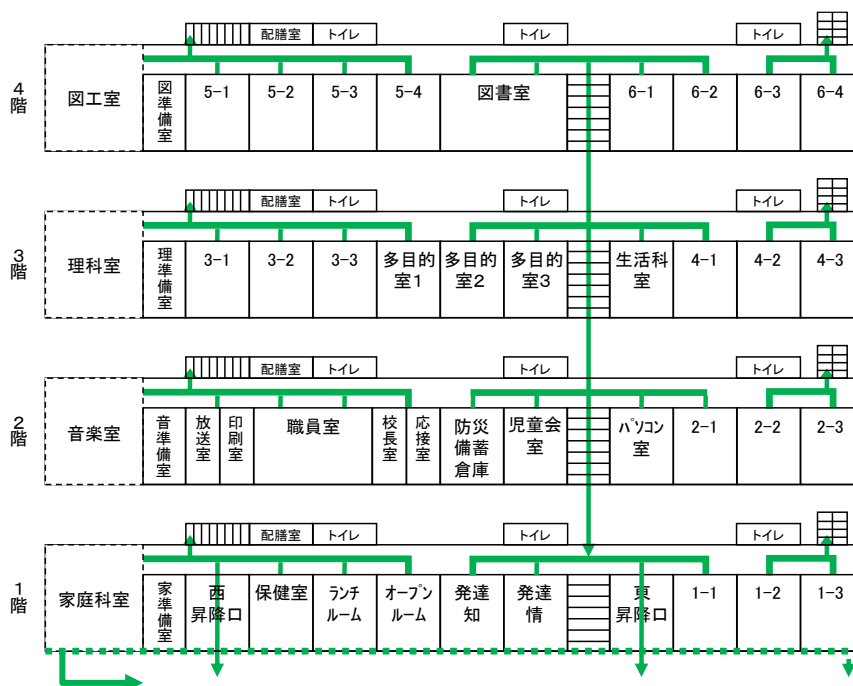 配膳室 トイレ トイレ トイレ
4階
図工室 図準備室 5-1 5-2 5-3 5-4 図書室 6-1 6-2 6-3 6-4
配膳室 トイレ トイレ トイレ
3階
理科室 理準備室 3-1 3-2 3-3 多目的室1 多目的室2 多目的室3 生活科室 4-1 4-2 4-3
配膳室 トイレ トイレ トイレ
2階
音楽室 音準備室 放送室 印刷室 職員室 校長室 応接室 防災備蓄倉庫 児童会室 パソコン室 2-1 2-2 2-3
配膳室 トイレ トイレ トイレ
1階
家庭科室 家準備室 西昇降口 保健室 ランチルーム オープンルーム 発達知 発達情 東昇降口 1-1 1-2 1-3